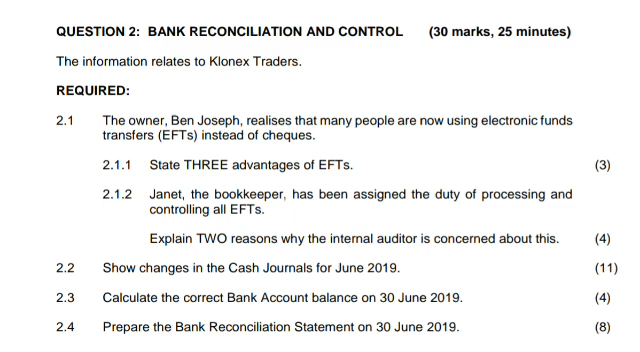 QUESTION 2: BANK RECONCILIATION AND CONTROL (30 marks, 25 minutes)
The information relates to Klonex Traders.
REQUIRED:
2.1 The owner, Ben Joseph, realises that many people are now using electronic funds
transfers (EFTs) instead of cheques.
2.1.1 State THREE advantages of EFTs. (3)
2.1.2 Janet, the bookkeeper, has been assigned the duty of processing and
controlling all EFTs.
Explain TWO reasons why the internal auditor is concerned about this. (4)
2.2 Show changes in the Cash Journals for June 2019. (11)
2.3 Calculate the correct Bank Account balance on 30 June 2019. (4)
2.4 Prepare the Bank Reconciliation Statement on 30 June 2019. (8)